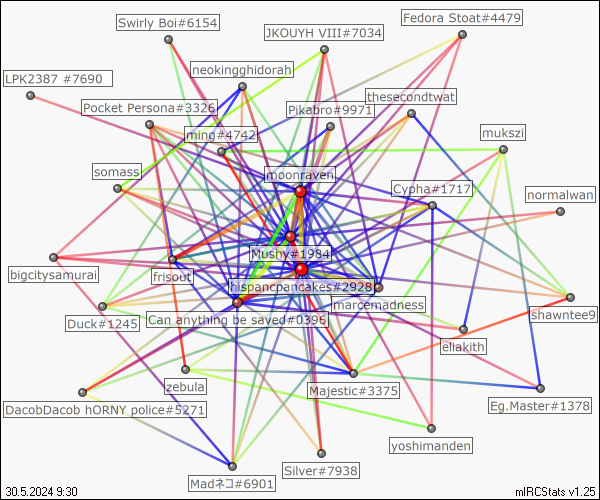 Swirly Boi#6154
Fedora Stoat#4479
JKOUYH VIII#7034
LPK2387 #7690
neokingghidorah
thesecondtwat
Pocket Persona#3326
Pikabro#9971
ming#4742
mukszi
somass
moonraven
Cypha#1717
normalwan
Mushy#1984
bigcitysamurai
frisout
hispancpancakes#2928
marcemadness
shawntee9
Duck#1245
Can anything be saved#0396
eliakith
zebula
Majestic#3375
DacobDacob hORNY police#5271
Eg.Master#1378
yoshimanden
Silver#7938
Madネコ#6901
30.5.2024 9:30
mIRCStats v1.25